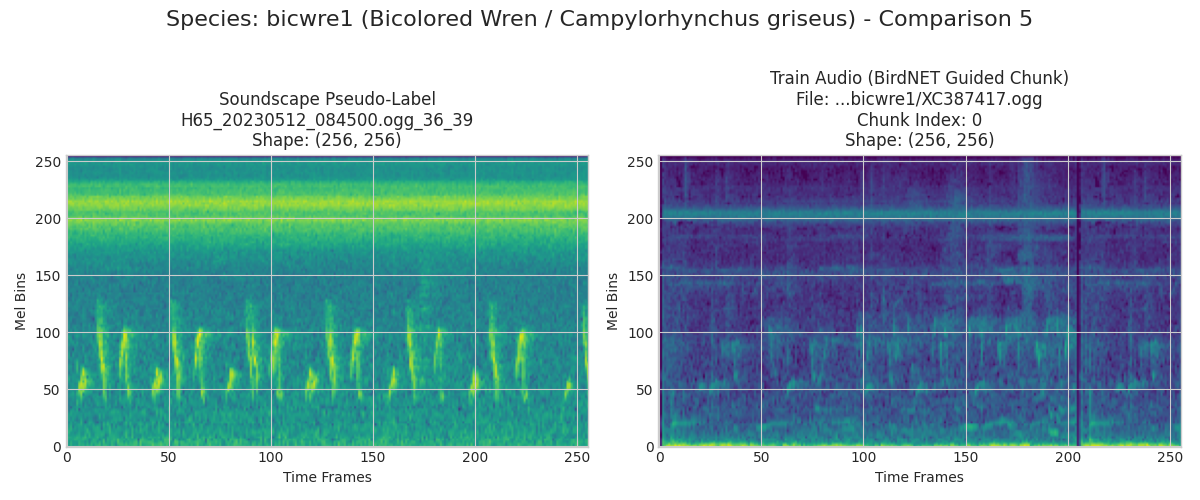 Species: bicwre1 (Bicolored Wren / Campylorhynchus griseus) - Comparison 5
Soundscape Pseudo-Label
H65_20230512_084500.ogg_36_39
Shape: (256, 256)
Train Audio (BirdNET Guided Chunk)
File: ...bicwre1/XC387417.ogg
Chunk Index: 0
Shape: (256, 256)
250
200
150
100
50
0
Mel Bins
0 50 100 150 200 250
Time Frames
250
200
150
100
50
0
Mel Bins
0 50 100 150 200 250
Time Frames